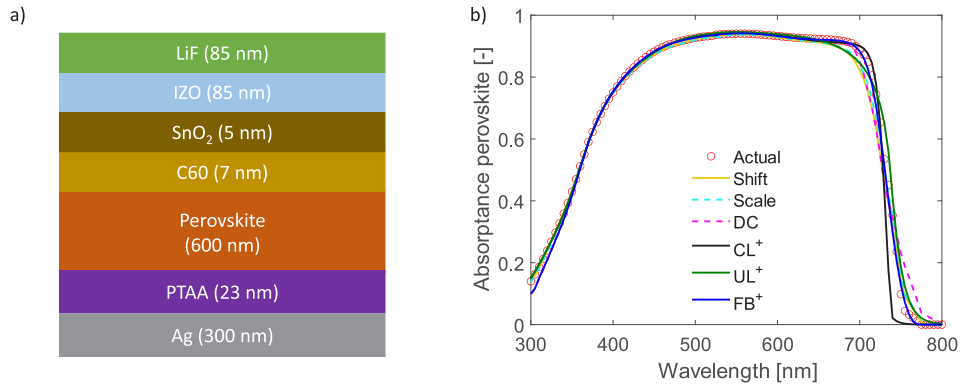 a)
LiF (85 nm)
IZO (85 nm)
SnO₂ (5 nm)
C60 (7 nm)
Perovskite
(600 nm)
PTAA (23 nm)
Ag (300 nm)
b)
Absorptance perovskite [-]
1
0.8
0.6
0.4
0.2
0
300
400
500
600
700
800
Wavelength [nm]
Actual
Shift
Scale
DC
CL⁺
UL⁺
FB⁺